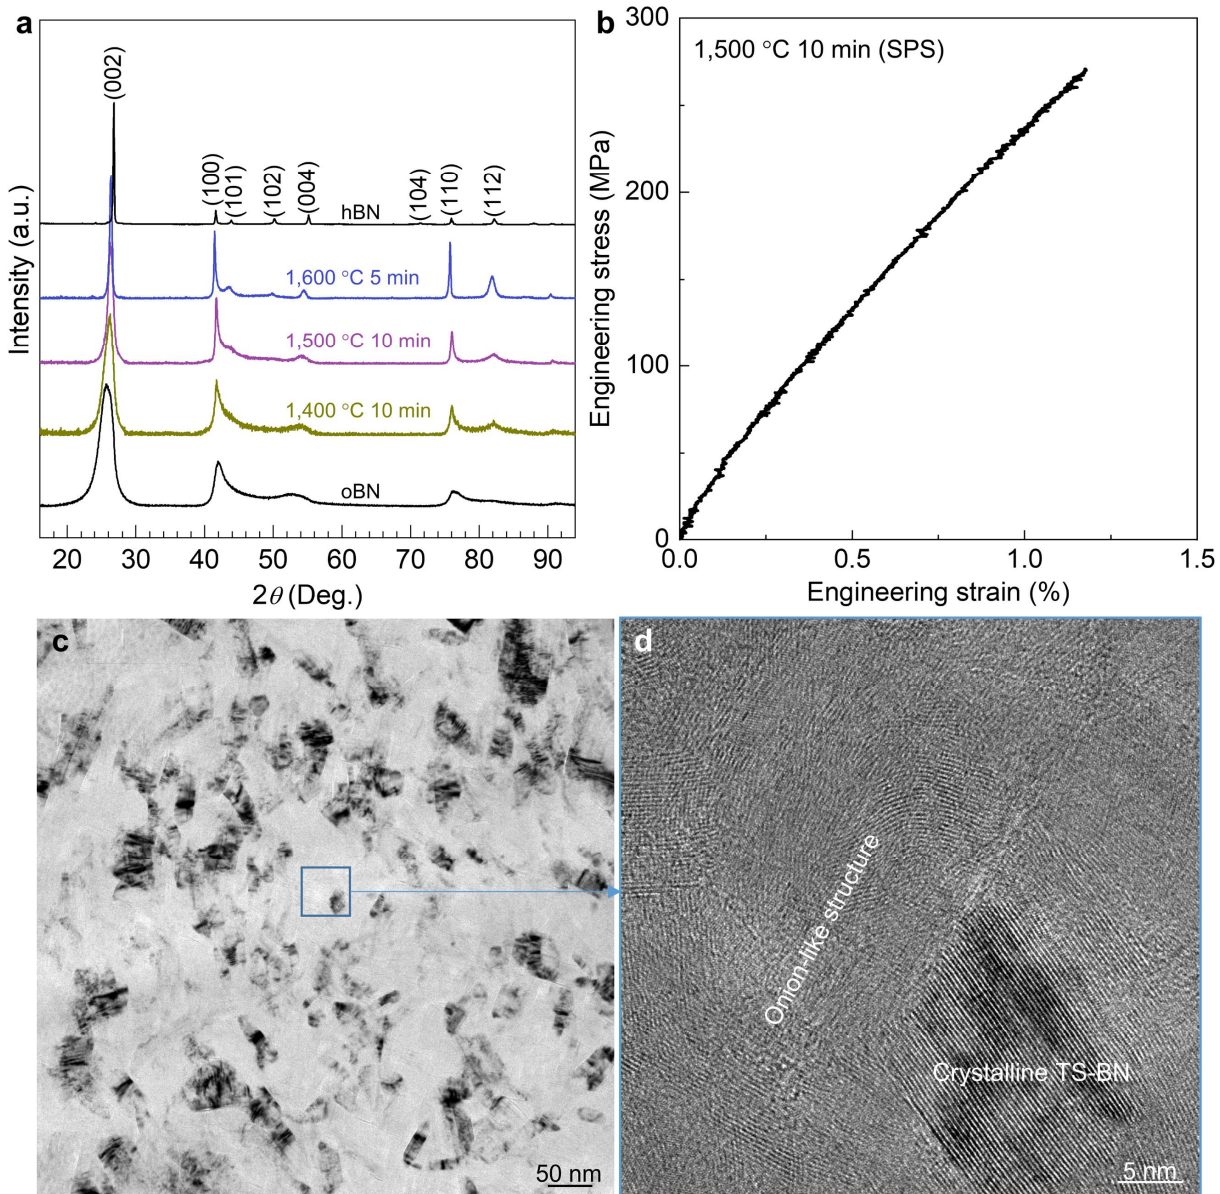 a
Intensity (a.u.)
(002)
(100)
(101)
(102)
(004)
(104)
(110)
(112)
hBN
1,600 °C 5 min
1,500 °C 10 min
1,400 °C 10 min
oBN
20 30 40 50 60 70 80 90
2θ (Deg.)
b
1,500 °C 10 min (SPS)
Engineering stress (MPa)
300
200
100
0
0.0 0.5 1.0 1.5
Engineering strain (%)
c
50 nm
d
Onion-like structure
Crystalline TS-BN
5 nm